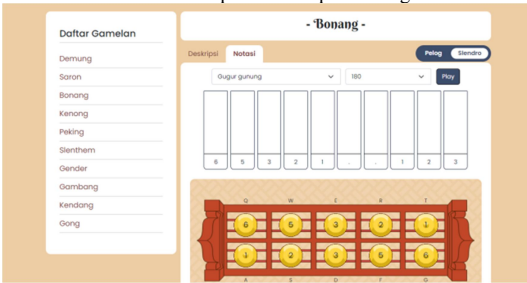 Daftar Gamelan
Demung
Saron
Bonang
Kenong
Peking
Slenthem
Gender
Gambang
Kendang
Gong
- Bonang -
Deskripsi Notasi Pelog Slendro
Gugur gunung 180 Play
6 5 3 2 1 . . 1 2 3
Q W E R T
6 5 3 2 1
1 2 3 5 6
A S D F G